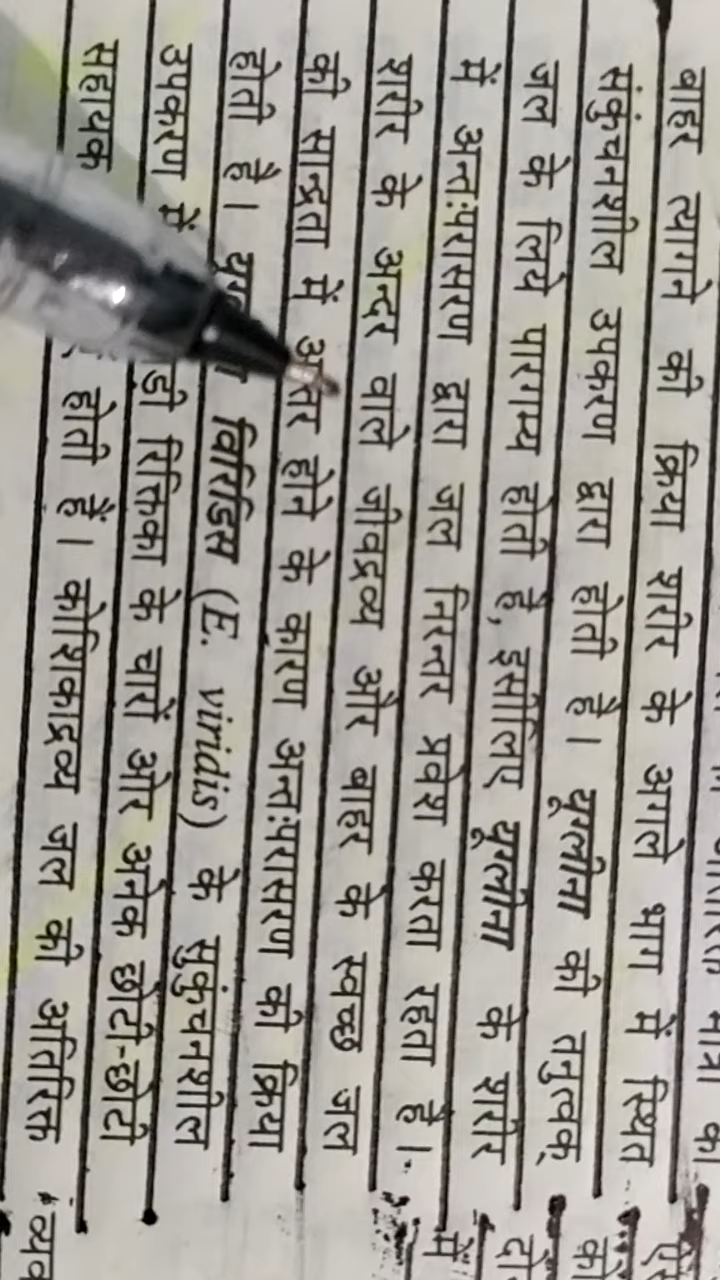 मात्रा को
बाहर त्यागने की क्रिया शरीर के अगले भाग में स्थित
संकुंचनशील उपकरण द्वारा होती है। यूग्लीना की तनुत्वक्
जल के लिये पारगम्य होती है, इसीलिए यूग्लीना के शरीर
में अन्तःपरासरण द्वारा जल निरन्तर प्रवेश करता रहता है।
शरीर के अन्दर वाले जीवद्रव्य और बाहर के स्वच्छ जल
की सान्द्रता में अन्तर होने के कारण अन्तःपरासरण की क्रिया
होती है। विरिडिस (E. viridis) के सुकुंचनशील
उपकरण में रिक्तिका के चारों ओर अनेक छोटी-छोटी
सहायक होती हैं। कोशिकाद्रव्य जल की अतिरिक्त
को
दो
में